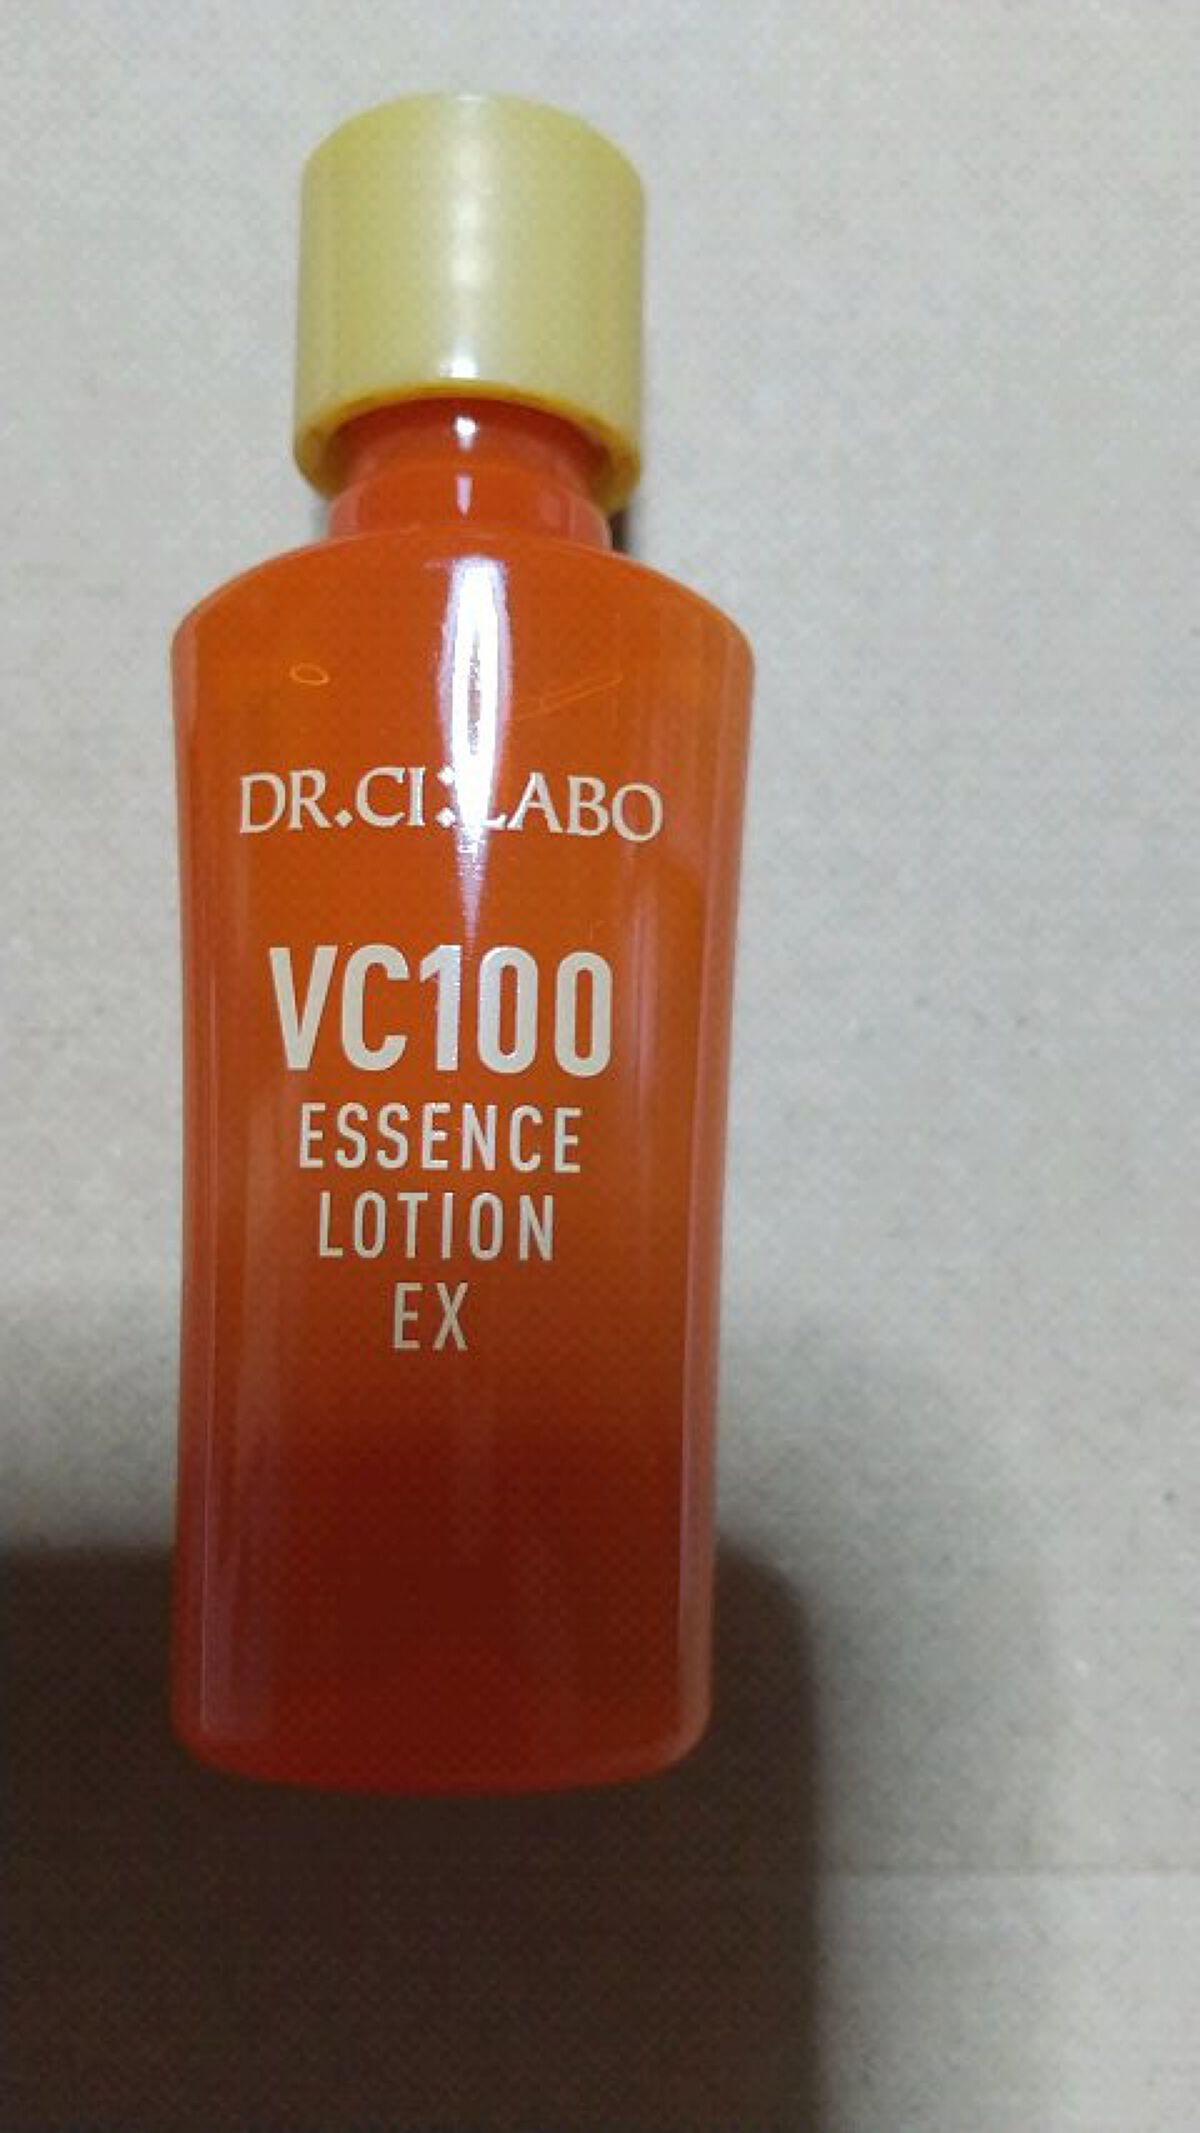 DR.CI:LABO
VC100
ESSENCE
LOTION
EX